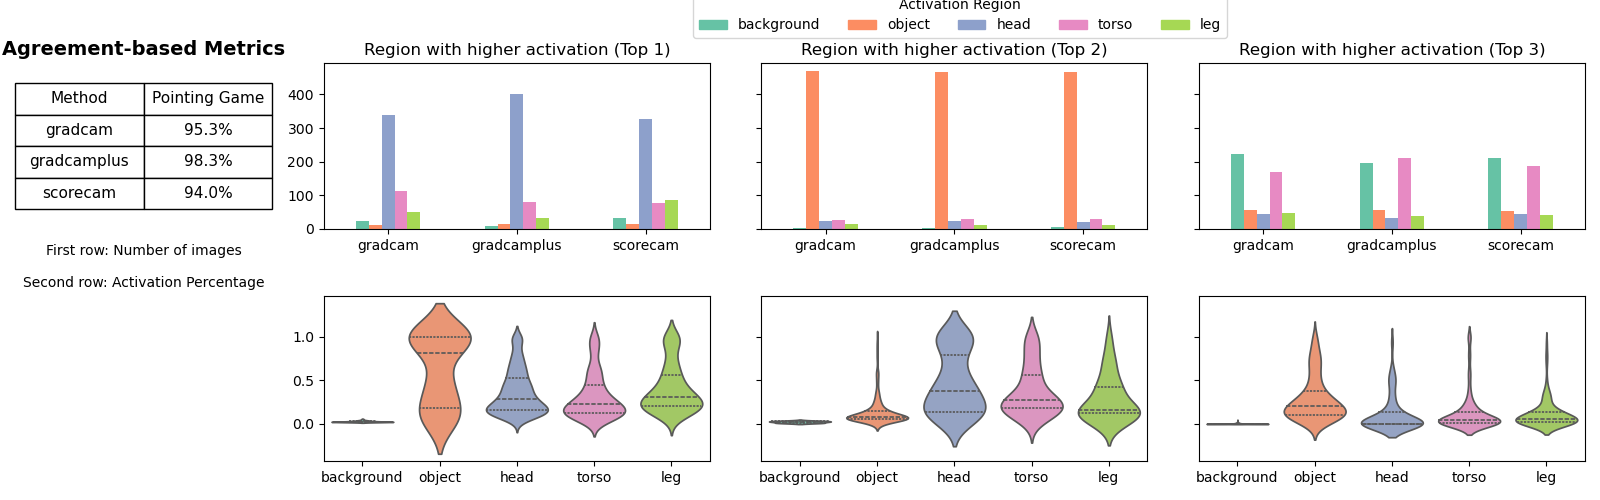 Activation Region
background object head torso leg
Agreement-based Metrics
Method Pointing Game
gradcam 95.3%
gradcamplus 98.3%
scorecam 94.0%
First row: Number of images
Second row: Activation Percentage
Region with higher activation (Top 1)
400
300
200
100
0
gradcam gradcamplus scorecam
Region with higher activation (Top 2)
gradcam gradcamplus scorecam
Region with higher activation (Top 3)
gradcam gradcamplus scorecam
1.0
0.5
0.0
background object head torso leg
background object head torso leg
background object head torso leg